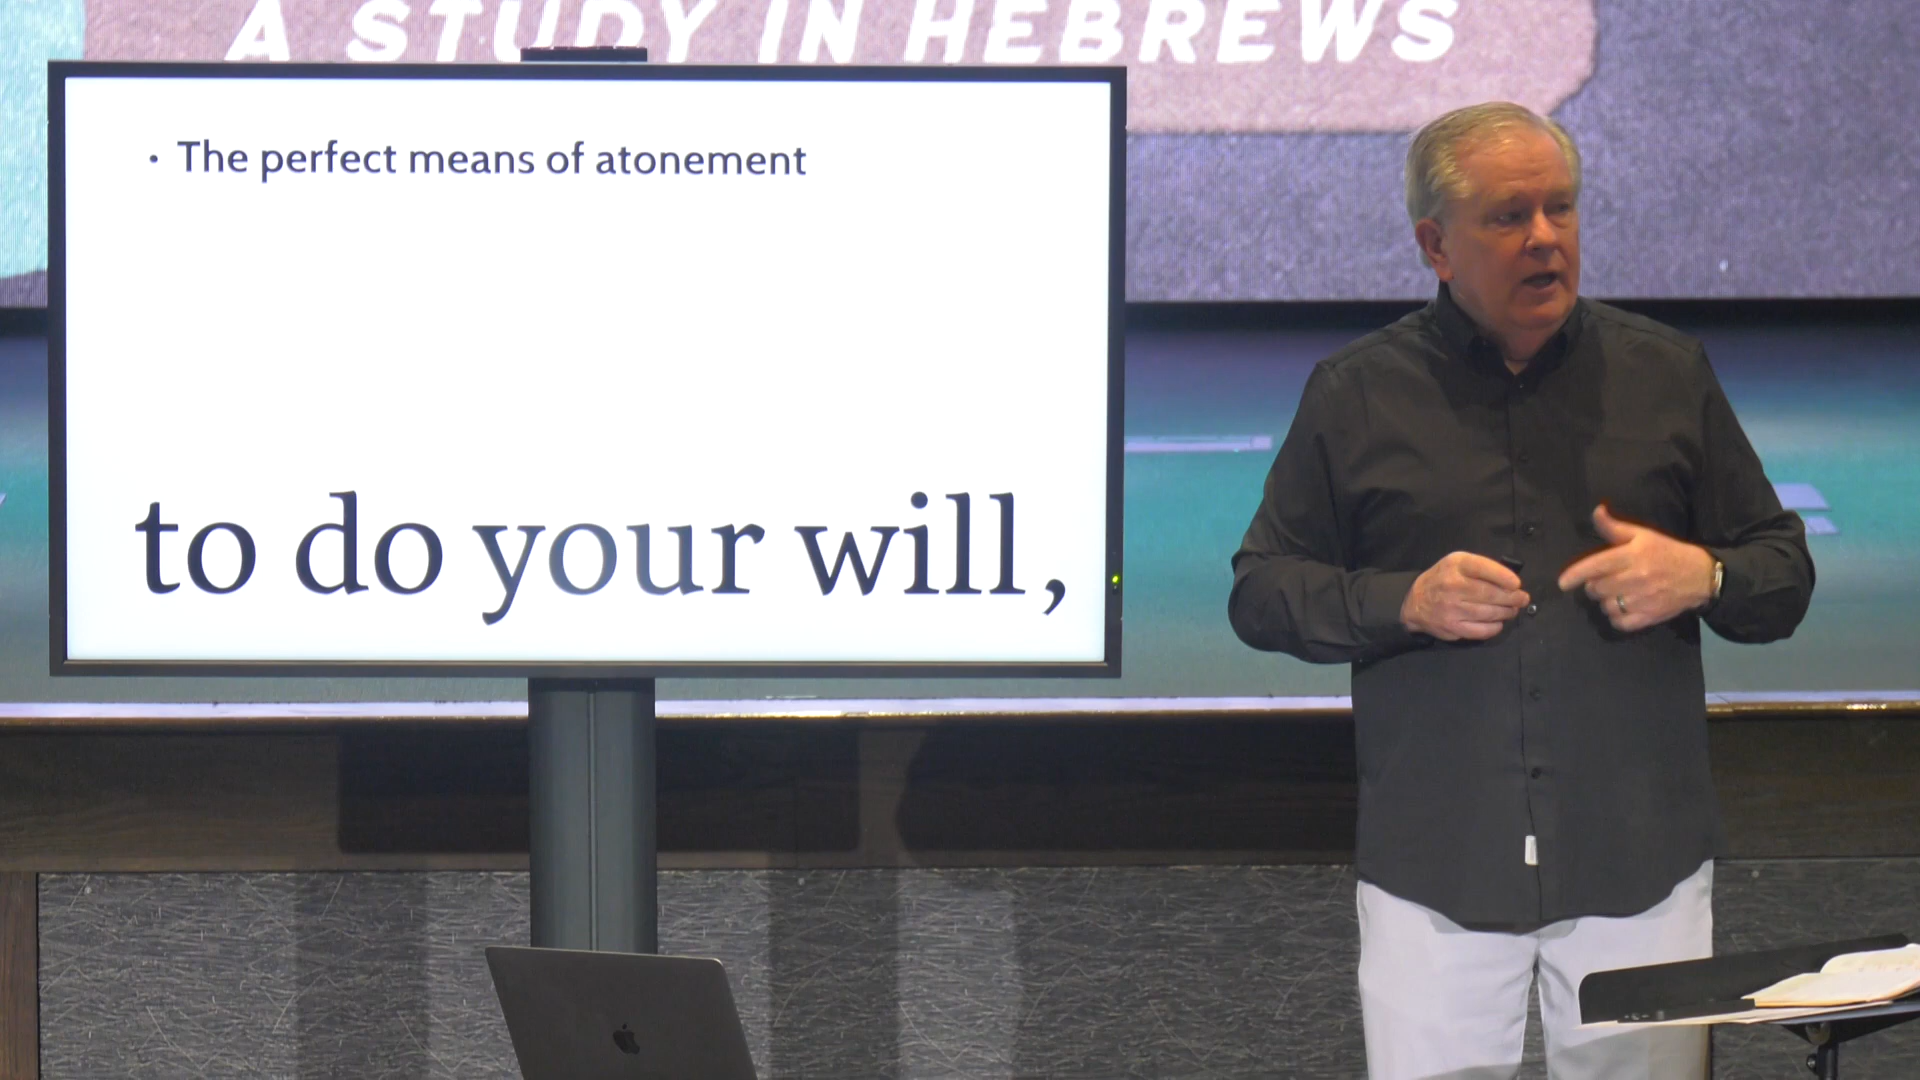 A STUDY IN HEBREWS
• The perfect means of atonement
to do your will,